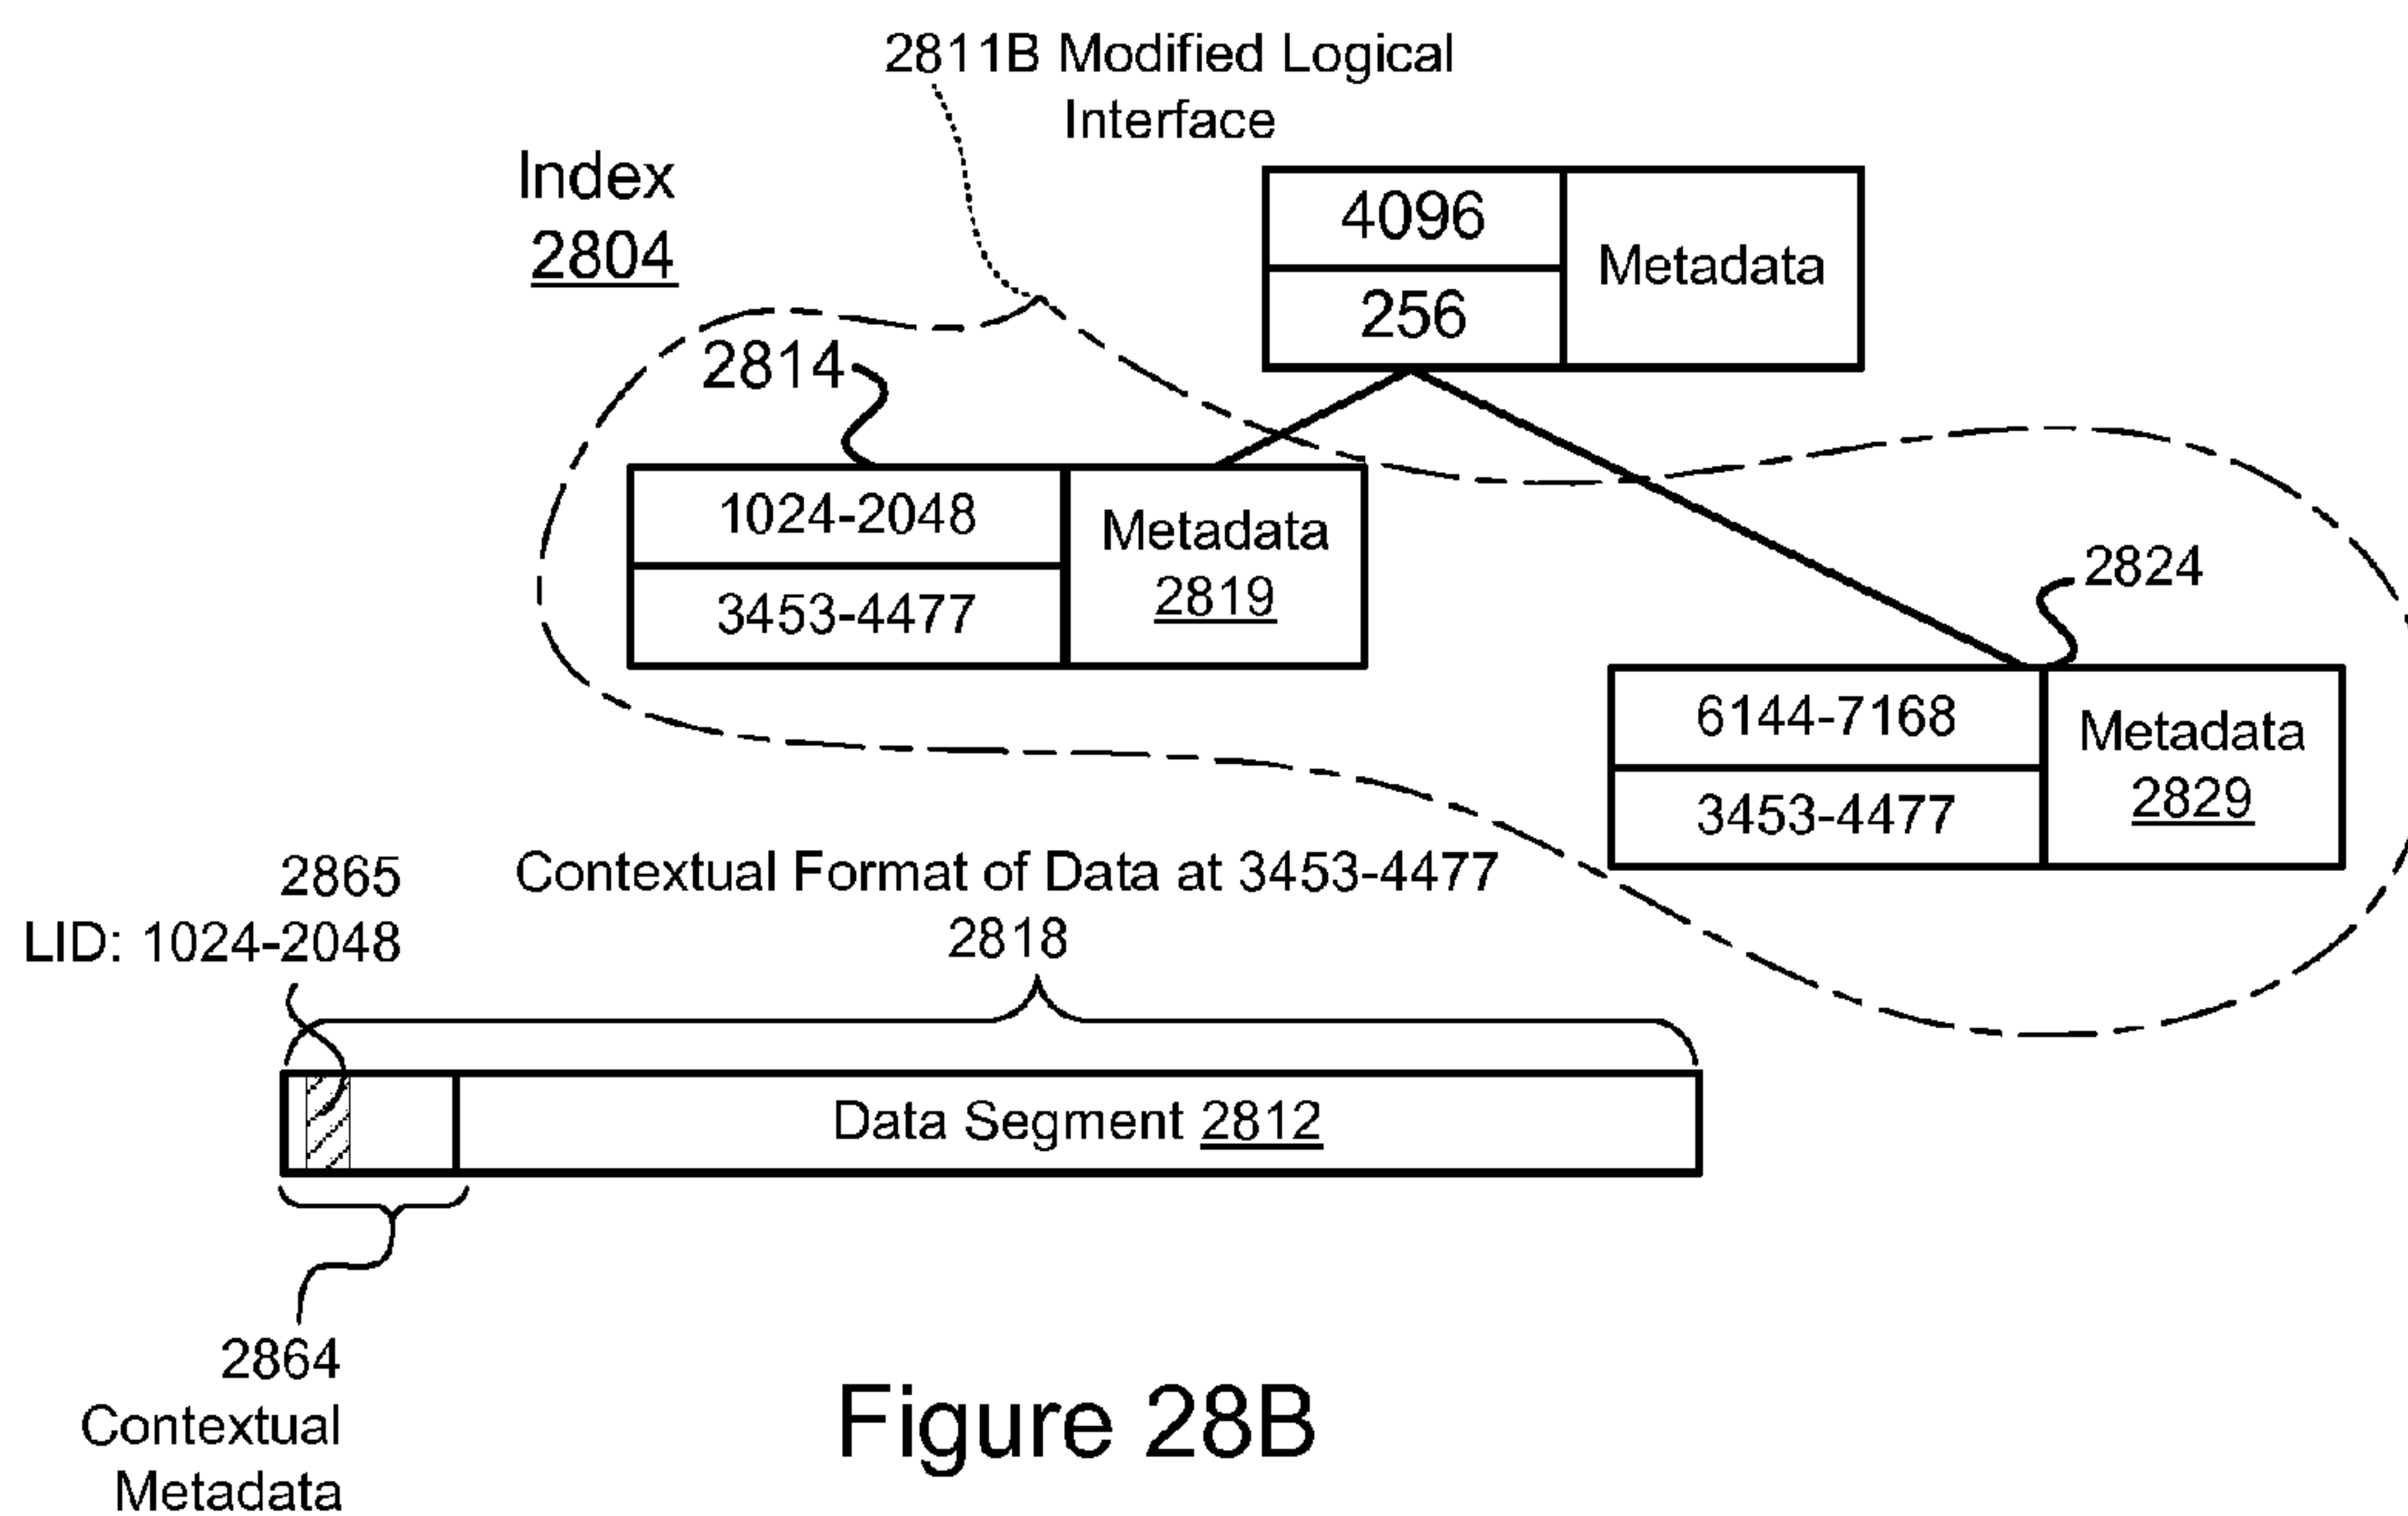 2811B Modified Logical
Interface
Index
2804
4096
256
Metadata
2814
1024-2048
3453-4477
Metadata
2819
2824
6144-7168
3453-4477
Metadata
2829
2865
LID: 1024-2048
Contextual Format of Data at 3453-4477
2818
Data Segment 2812
2864
Contextual
Metadata
Figure 28B